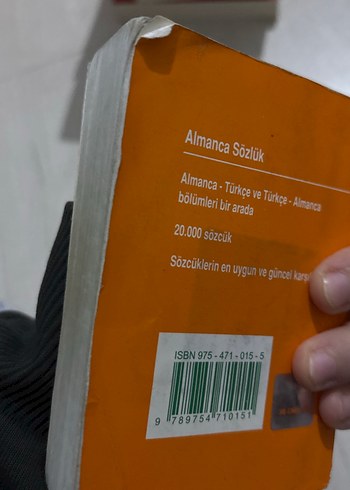 Almanca Sözlük
Almanca - Türkçe ve Türkçe - Almanca
bölümleri bir arada
20.000 sözcük
Sözcüklerin en uygun ve güncel
ISBN 975 - 471 - 015 - 5
9 789754 710151